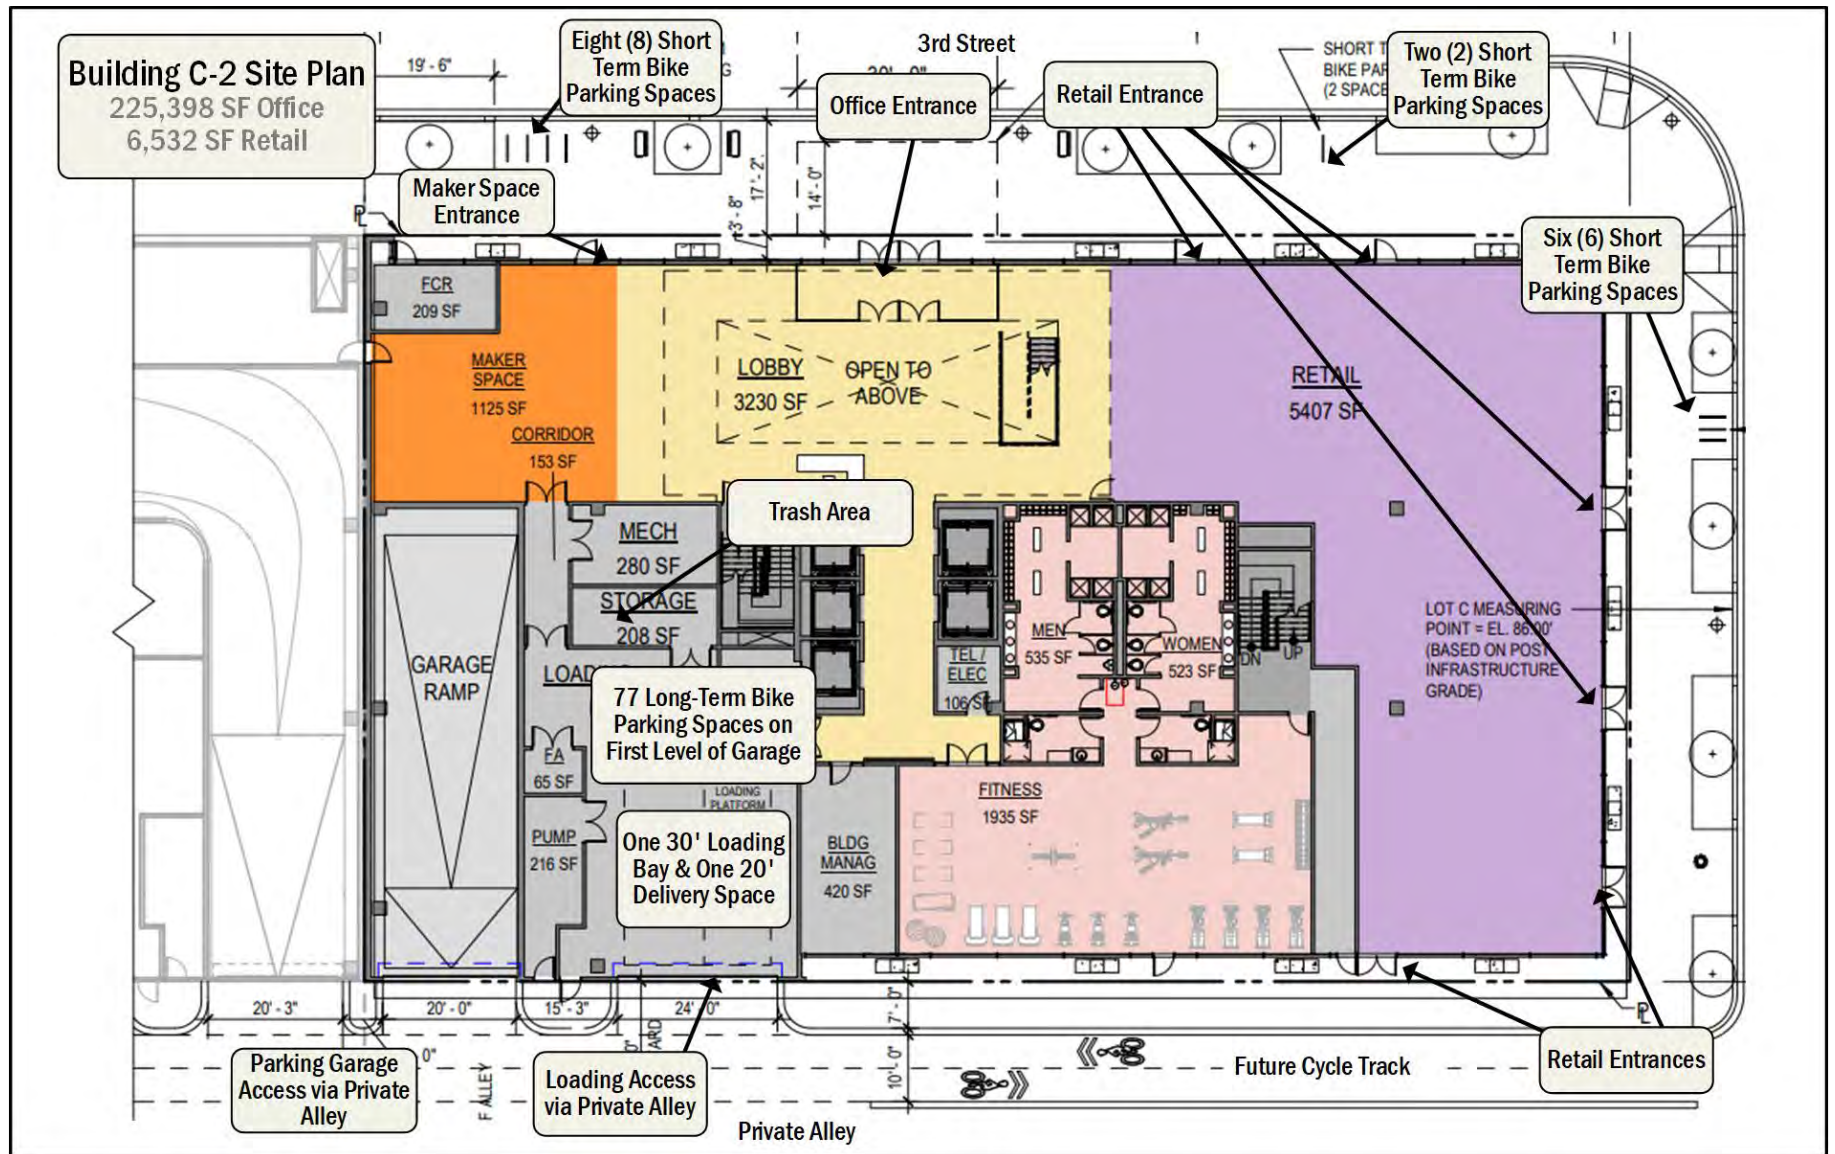 Building C-2 Site Plan
225,398 SF Office
6,532 SF Retail
19' - 6"
Eight (8) Short
Term Bike
Parking Spaces
G
3rd Street
Office Entrance
Retail Entrance
SHORT T
BIKE PAR
(2 SPACE
Two (2) Short
Term Bike
Parking Spaces
Maker Space
Entrance
17' - 2"
14' - 0"
3' - 8"
PL
Six (6) Short
Term Bike
Parking Spaces
FCR
209 SF
MAKER
SPACE
1125 SF
LOBBY
3230 SF
OPEN TO
ABOVE
RETAIL
5407 SF
CORRIDOR
153 SF
Trash Area
MECH
280 SF
STORAGE
208 SF
GARAGE
RAMP
77 Long-Term Bike
Parking Spaces on
First Level of Garage
TEL /
ELEC
106 SF
MEN
535 SF
WOMEN
523 SF
DN
UP
LOT C MEASURING
POINT = EL. 86.00'
(BASED ON POST
INFRASTRUCTURE
GRADE)
FA
65 SF
LOADING
PLATFORM
FITNESS
1935 SF
PUMP
216 SF
One 30' Loading
Bay & One 20'
Delivery Space
BLDG
MANAG
420 SF
20' - 3"
20' - 0"
15' - 3"
24' - 0"
7' - 0"
10' - 0"
PL
Parking Garage
Access via Private
Alley
0"
F ALLEY
Loading Access
via Private Alley
ARD
Future Cycle Track
Retail Entrances
Private Alley